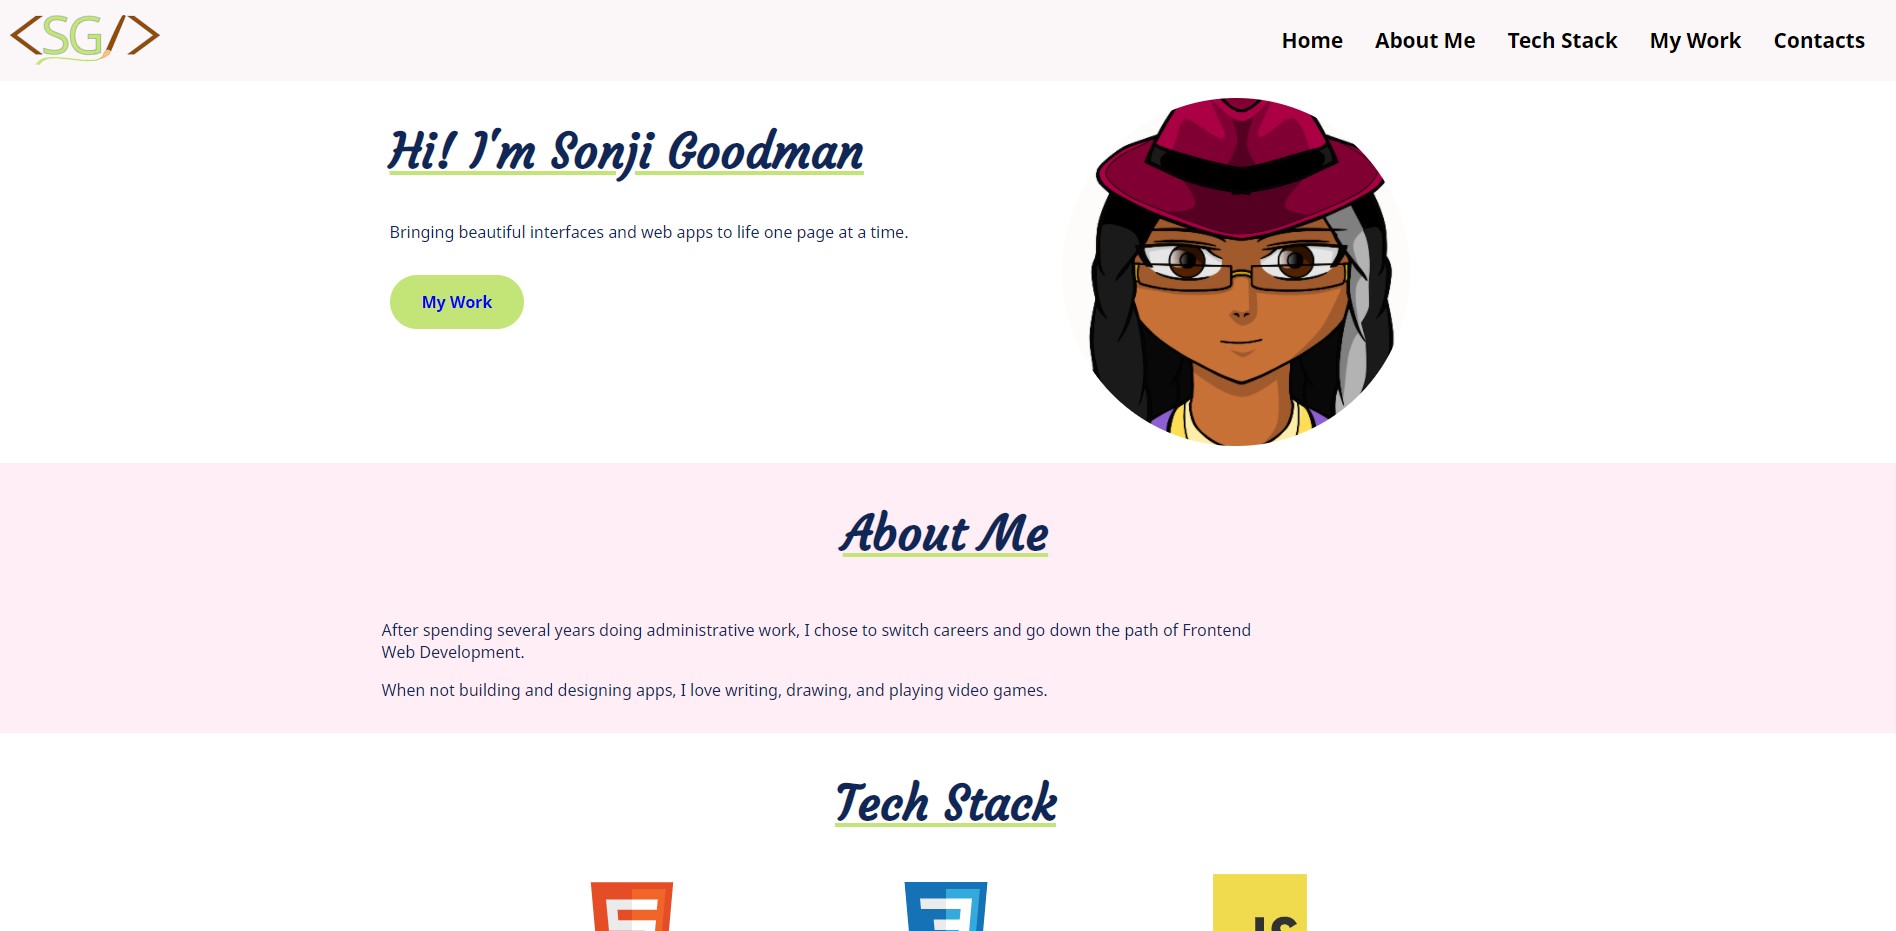 <SG/>
Home About Me Tech Stack My Work Contacts
Hi! I'm Sonji Goodman
Bringing beautiful interfaces and web apps to life one page at a time.
My Work
About Me
After spending several years doing administrative work, I chose to switch careers and go down the path of Frontend
Web Development.
When not building and designing apps, I love writing, drawing, and playing video games.
Tech Stack
JS